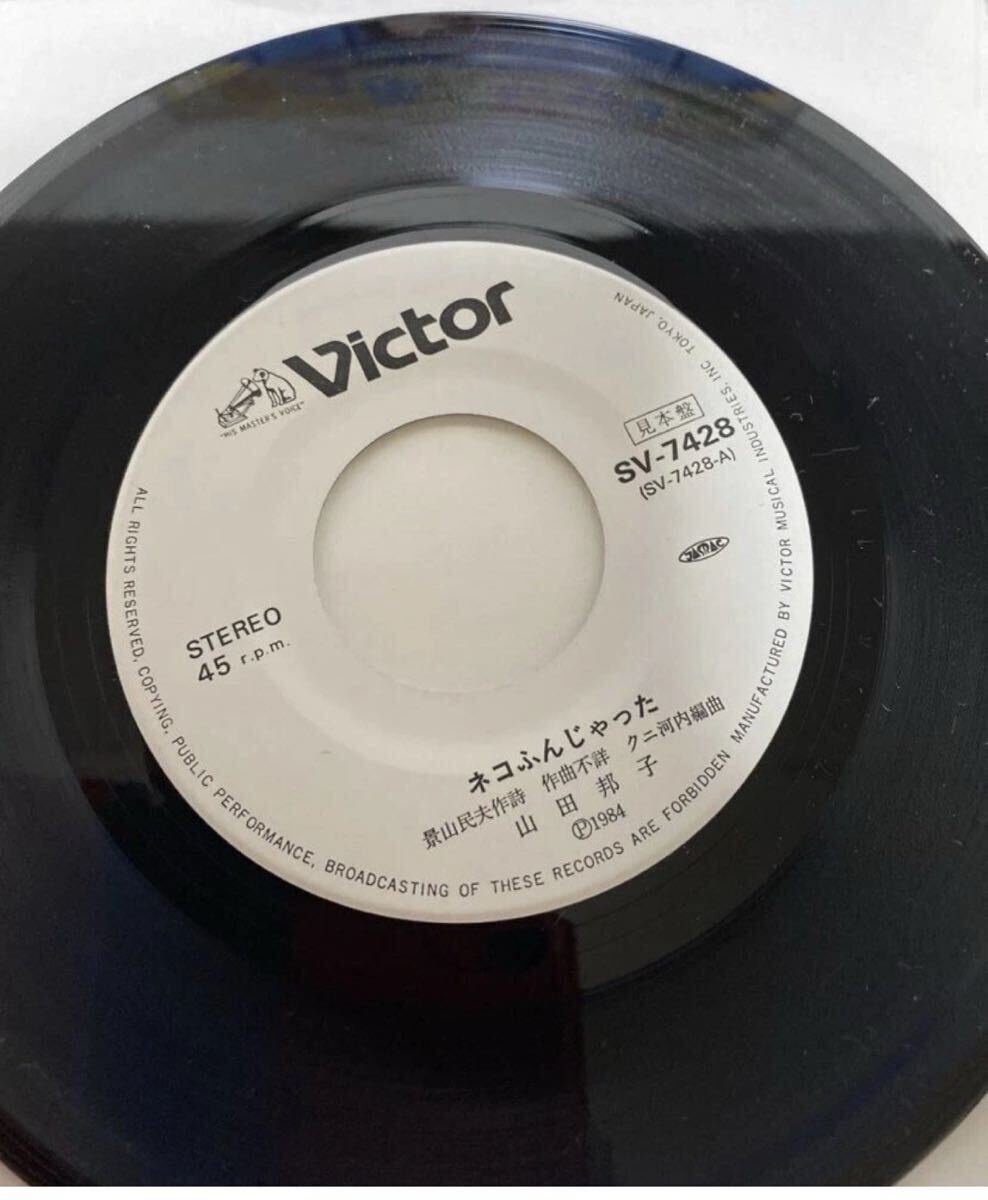 Victor
"HIS MASTER'S VOICE"
見本盤
SV-7428
(SV-7428-A)
JASRAC
STEREO
45 r.p.m.
ネコふんじゃった
景山民夫作詩 作曲不詳 クニ河内編曲
山田邦子
Ⓟ1984
ALL RIGHTS RESERVED, COPYING, PUBLIC PERFORMANCE, BROADCASTING OF THESE RECORDS ARE FORBIDDEN MANUFACTURED BY VICTOR MUSICAL INDUSTRIES, INC. TOKYO, JAPAN